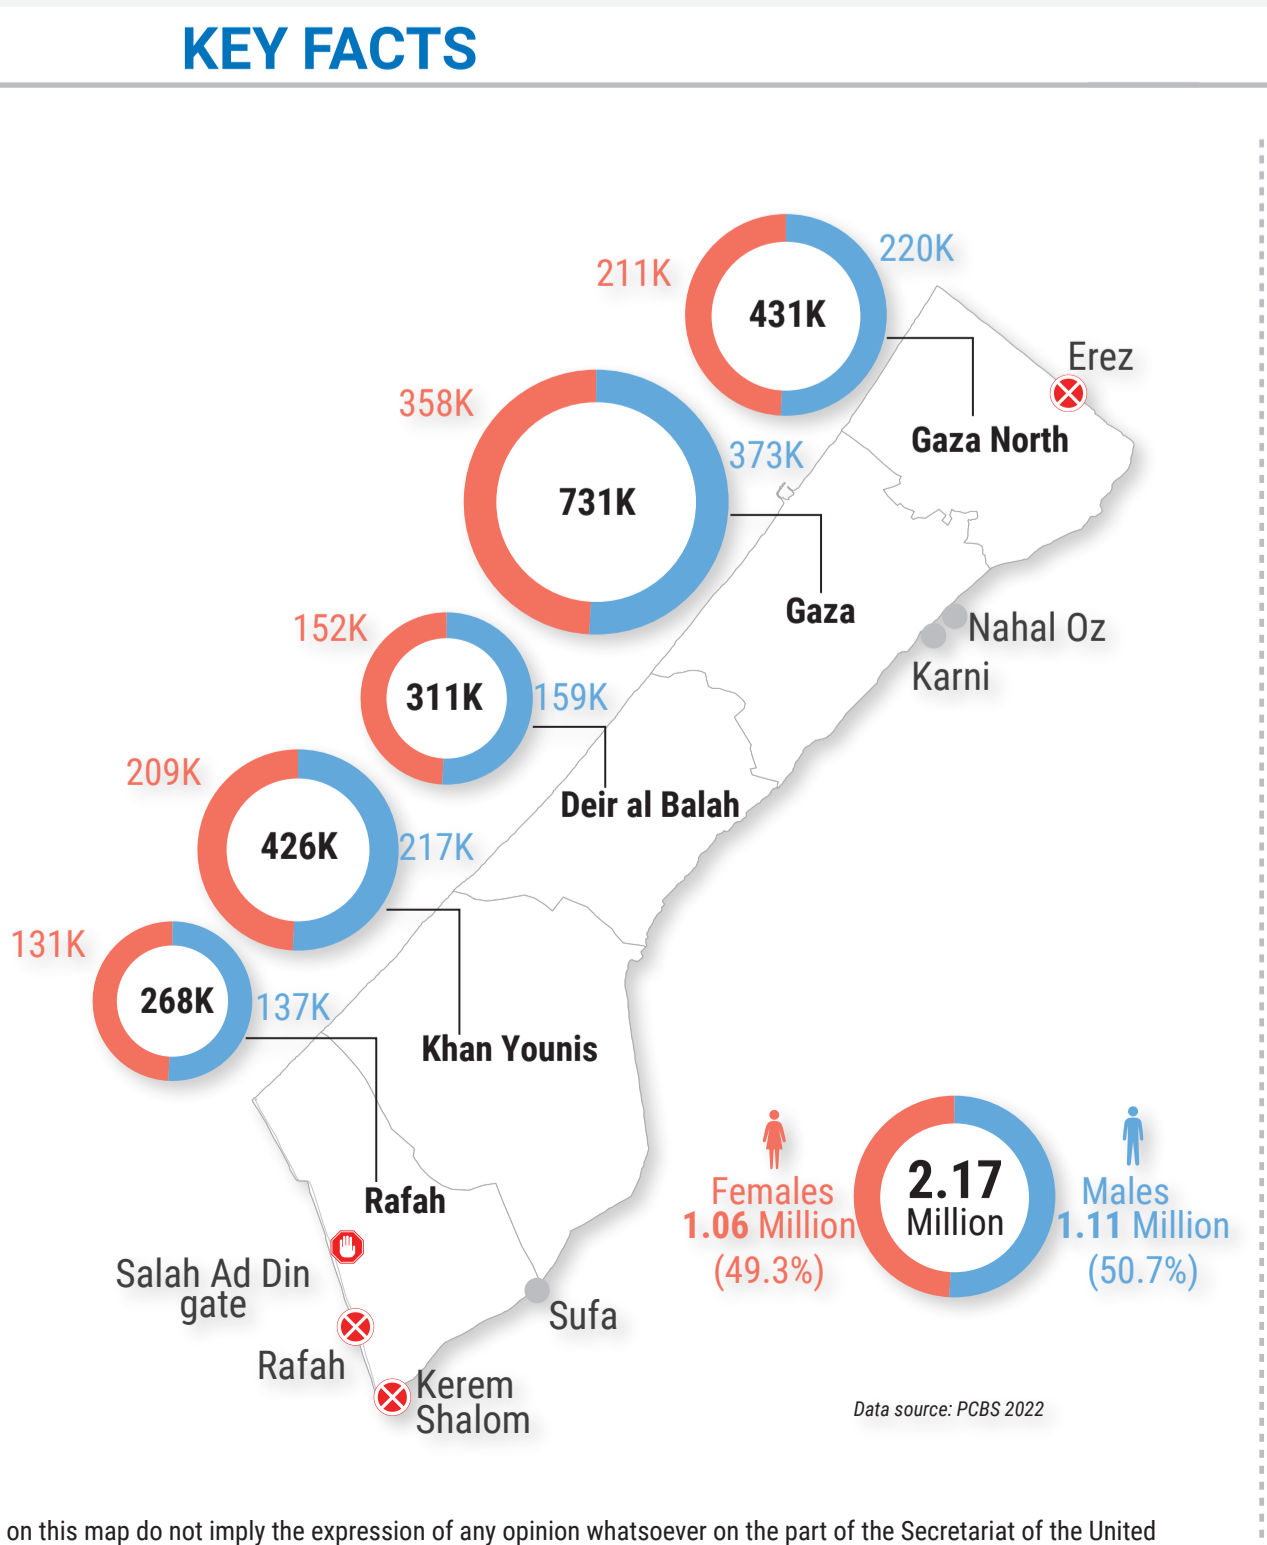 KEY FACTS
211K
220K
431K
Erez
358K
373K
Gaza North
731K
Gaza
152K
Nahal Oz
311K
159K
Karni
209K
Deir al Balah
426K
217K
131K
268K
137K
Khan Younis
Rafah
Females
1.06 Million
(49.3%)
2.17
Million
Males
1.11 Million
(50.7%)
Salah Ad Din
gate
Sufa
Rafah
Kerem
Shalom
Data source: PCBS 2022
on this map do not imply the expression of any opinion whatsoever on the part of the Secretariat of the United